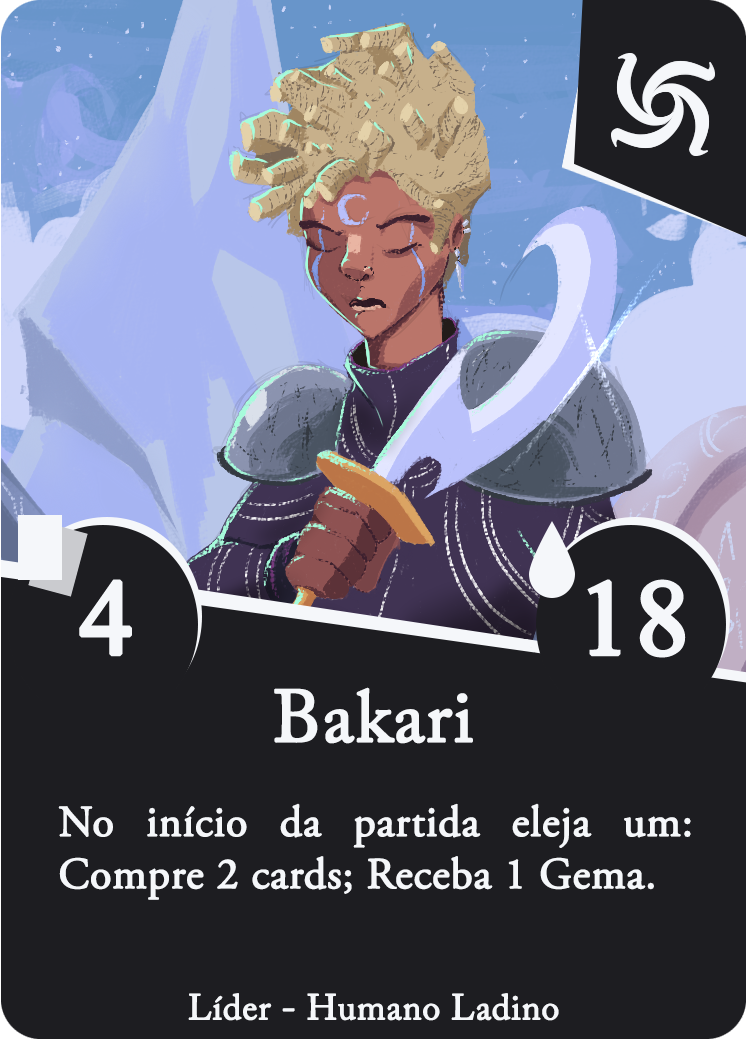 4
18
Bakari
No início da partida eleja um:
Compre 2 cards; Receba 1 Gema.
Líder - Humano Ladino